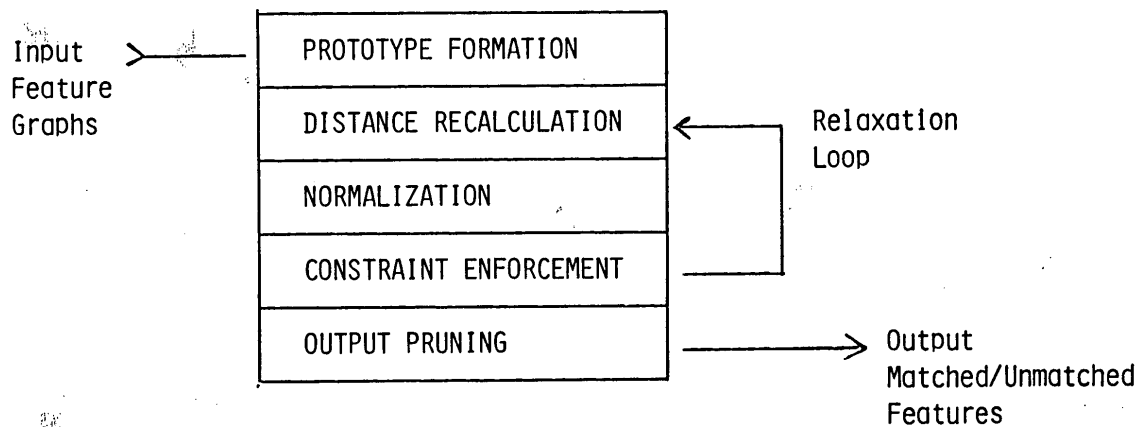 Input
Feature
Graphs
PROTOTYPE FORMATION
DISTANCE RECALCULATION
NORMALIZATION
CONSTRAINT ENFORCEMENT
OUTPUT PRUNING
Relaxation
Loop
Output
Matched/Unmatched
Features